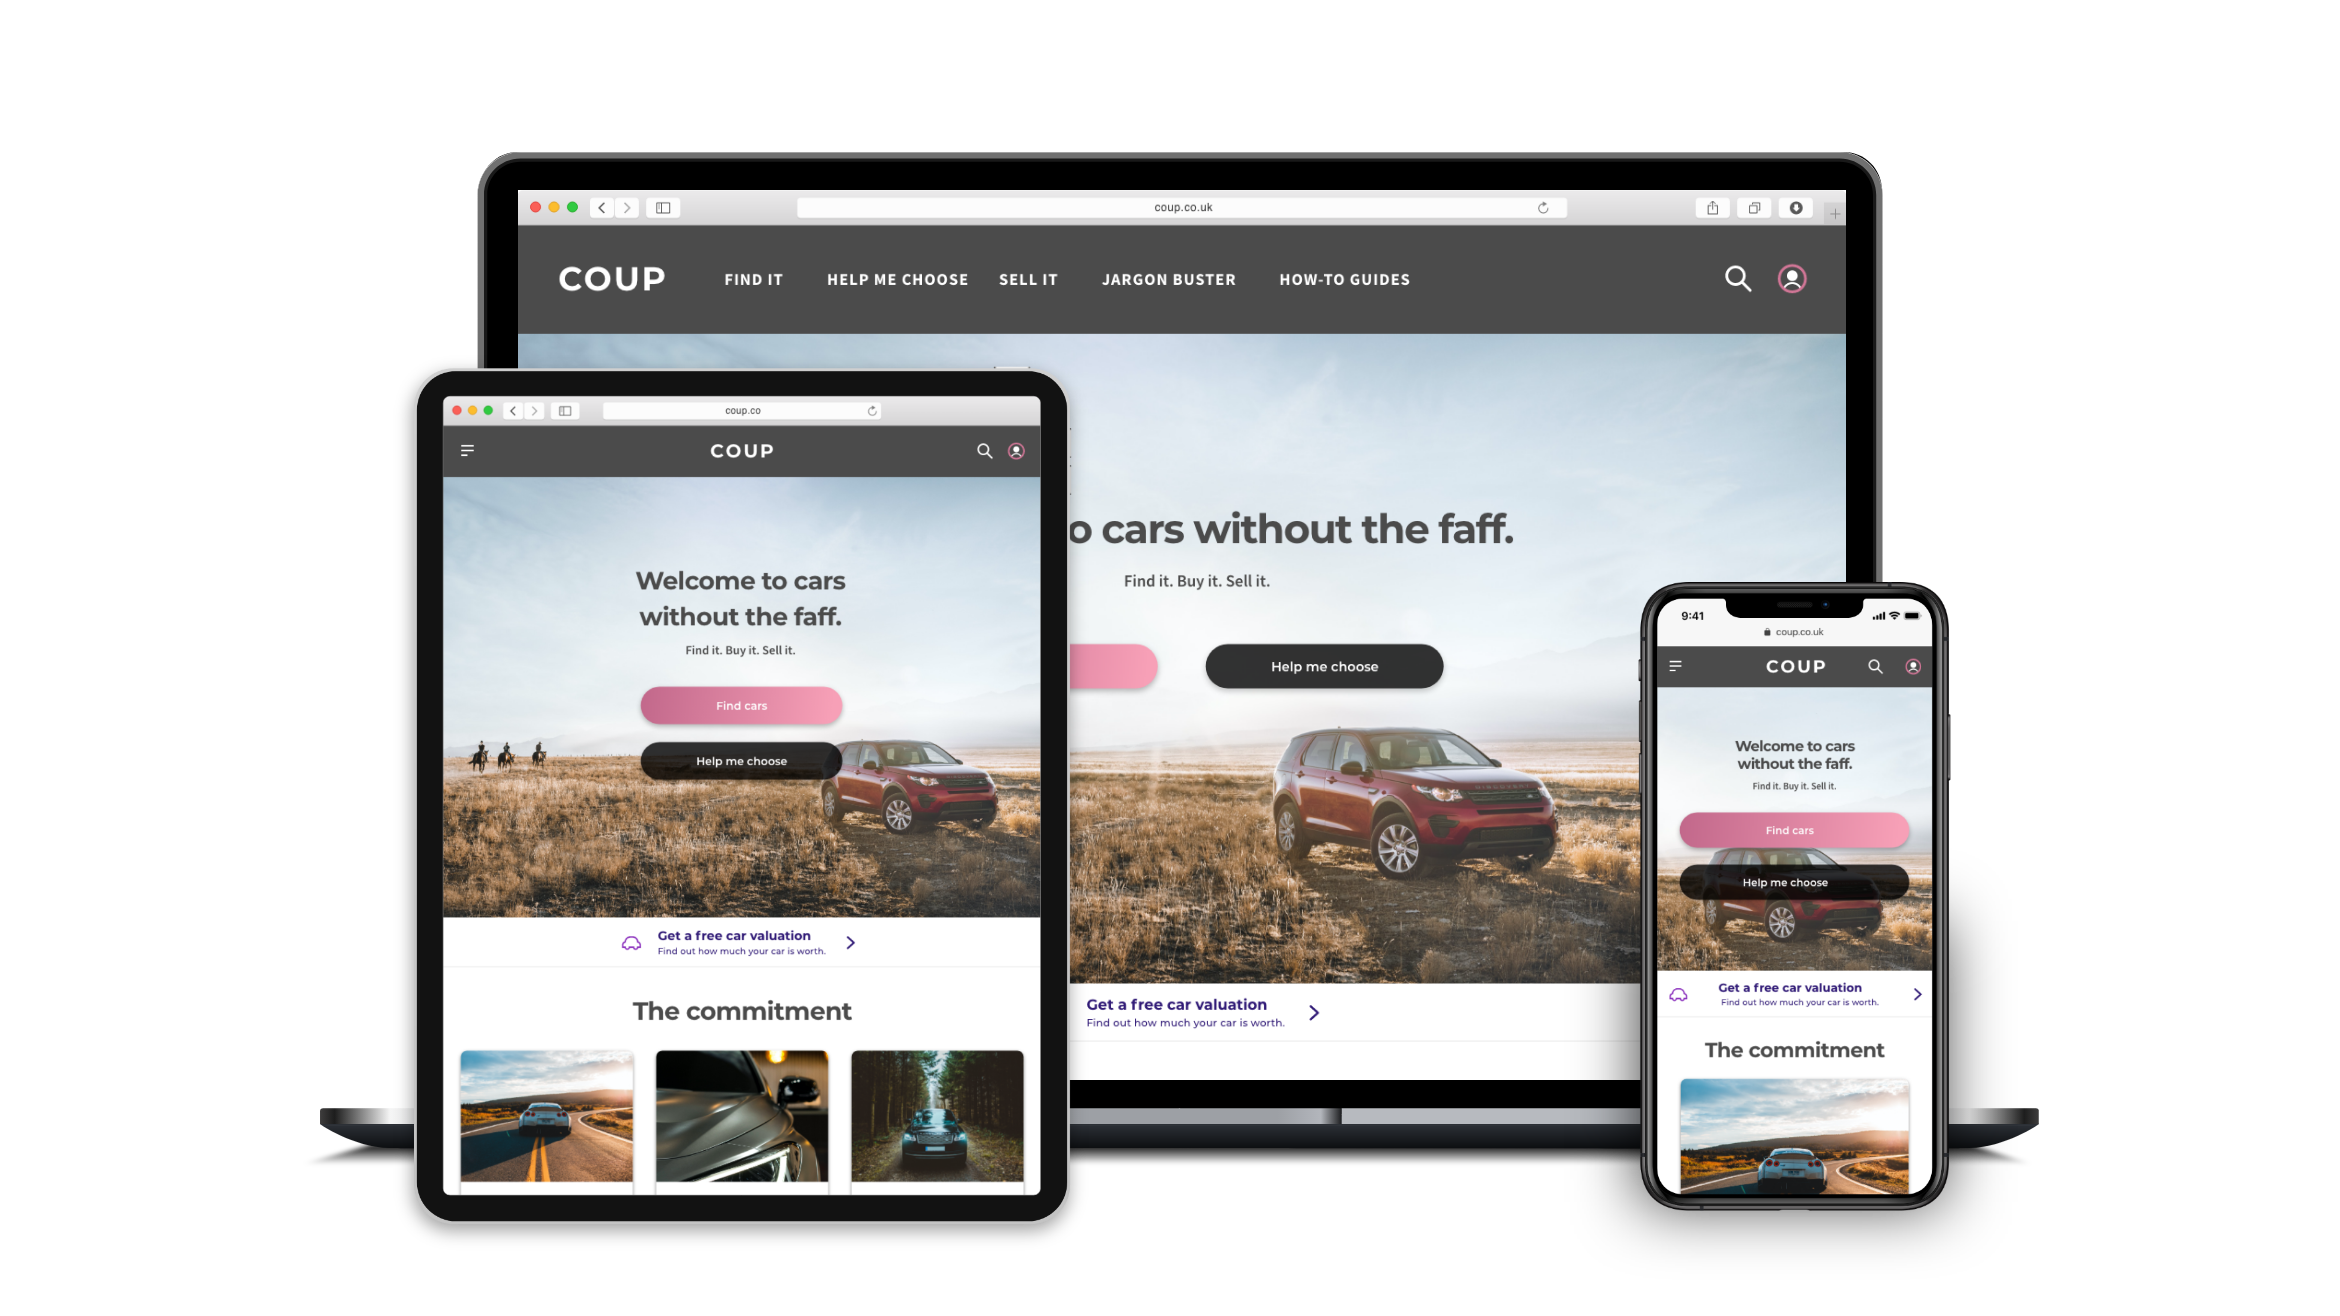 coup.co.uk
COUP FIND IT HELP ME CHOOSE SELL IT JARGON BUSTER HOW-TO GUIDES
o cars without the faff.
Find it. Buy it. Sell it.
Help me choose
Get a free car valuation
Find out how much your car is worth.
coup.co
COUP
Welcome to cars
without the faff.
Find it. Buy it. Sell it.
Find cars
Help me choose
Get a free car valuation
Find out how much your car is worth.
The commitment
9:41
coup.co.uk
COUP
Welcome to cars
without the faff.
Find it. Buy it. Sell it.
Find cars
Help me choose
Get a free car valuation
Find out how much your car is worth.
The commitment